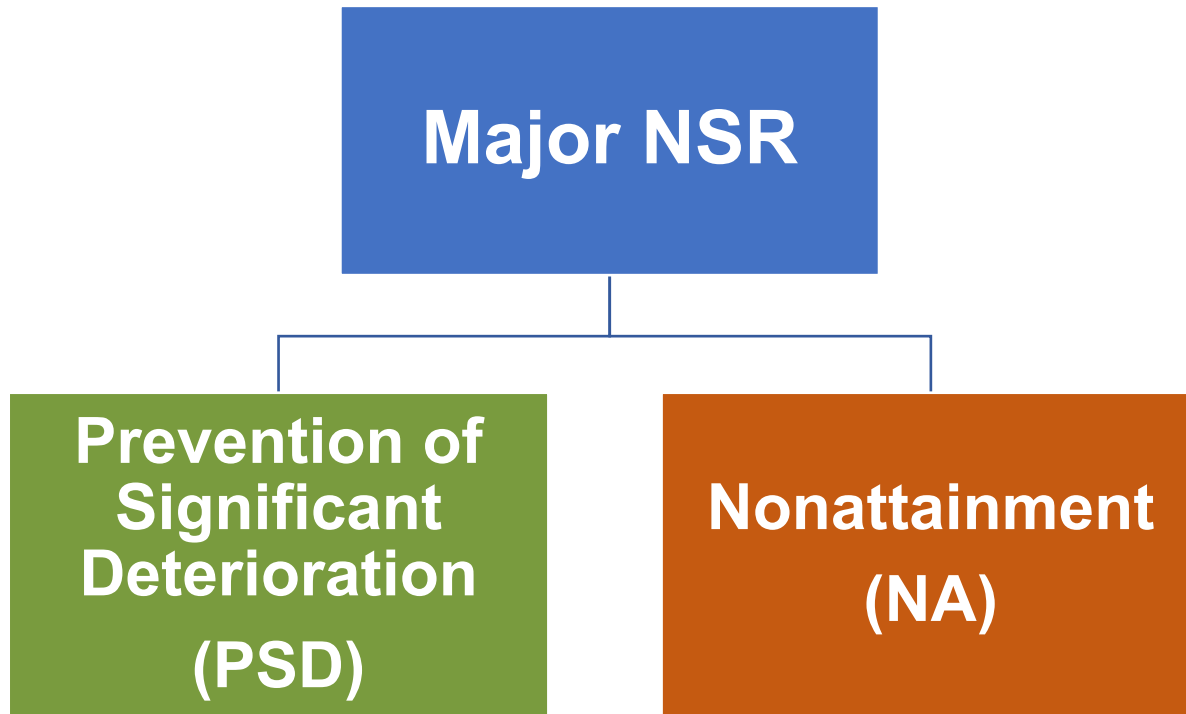 Major NSR
Prevention of
Significant
Deterioration
(PSD)
Nonattainment
(NA)